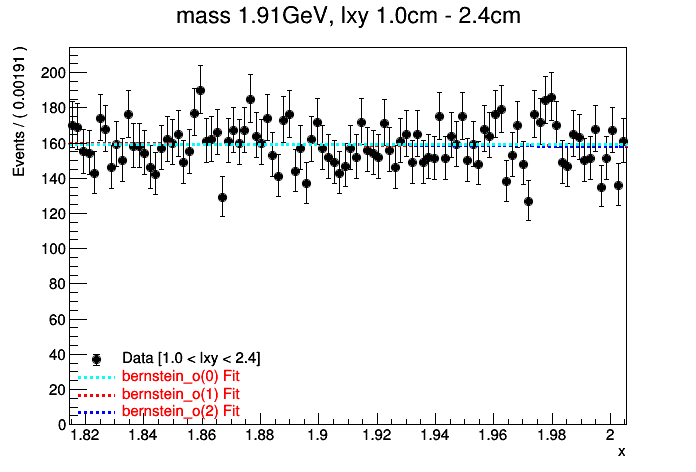 mass 1.91GeV, lxy 1.0cm - 2.4cm
Events / ( 0.00191 )
200
180
160
140
120
100
80
60
40
20
0
Data [1.0 < lxy < 2.4]
bernstein_o(0) Fit
bernstein_o(1) Fit
bernstein_o(2) Fit
1.82 1.84 1.86 1.88 1.9 1.92 1.94 1.96 1.98 2
x